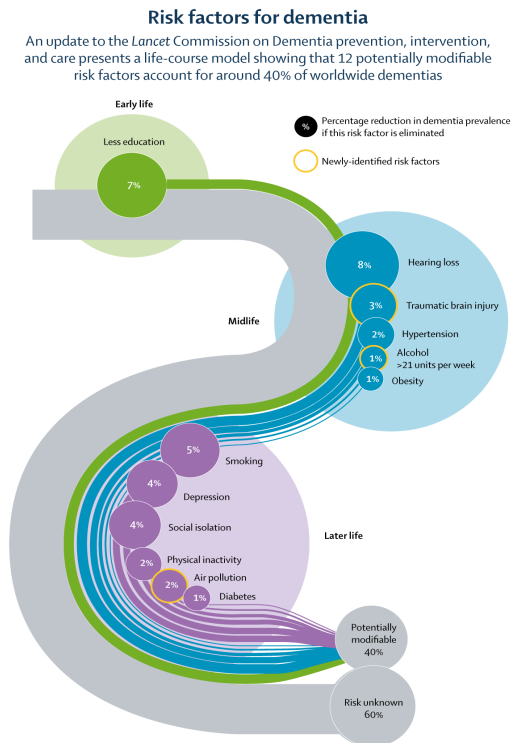 Risk factors for dementia
An update to the Lancet Commission on Dementia prevention, intervention,
and care presents a life-course model showing that 12 potentially modifiable
risk factors account for around 40% of worldwide dementias
Early life
Less education
7%
%
Percentage reduction in dementia prevalence
if this risk factor is eliminated
Newly-identified risk factors
Midlife
8%
Hearing loss
3%
Traumatic brain injury
2%
Hypertension
1%
Alcohol
>21 units per week
1%
Obesity
Later life
5%
Smoking
4%
Depression
4%
Social isolation
2%
Physical inactivity
2%
Air pollution
1%
Diabetes
Potentially
modifiable
40%
Risk unknown
60%